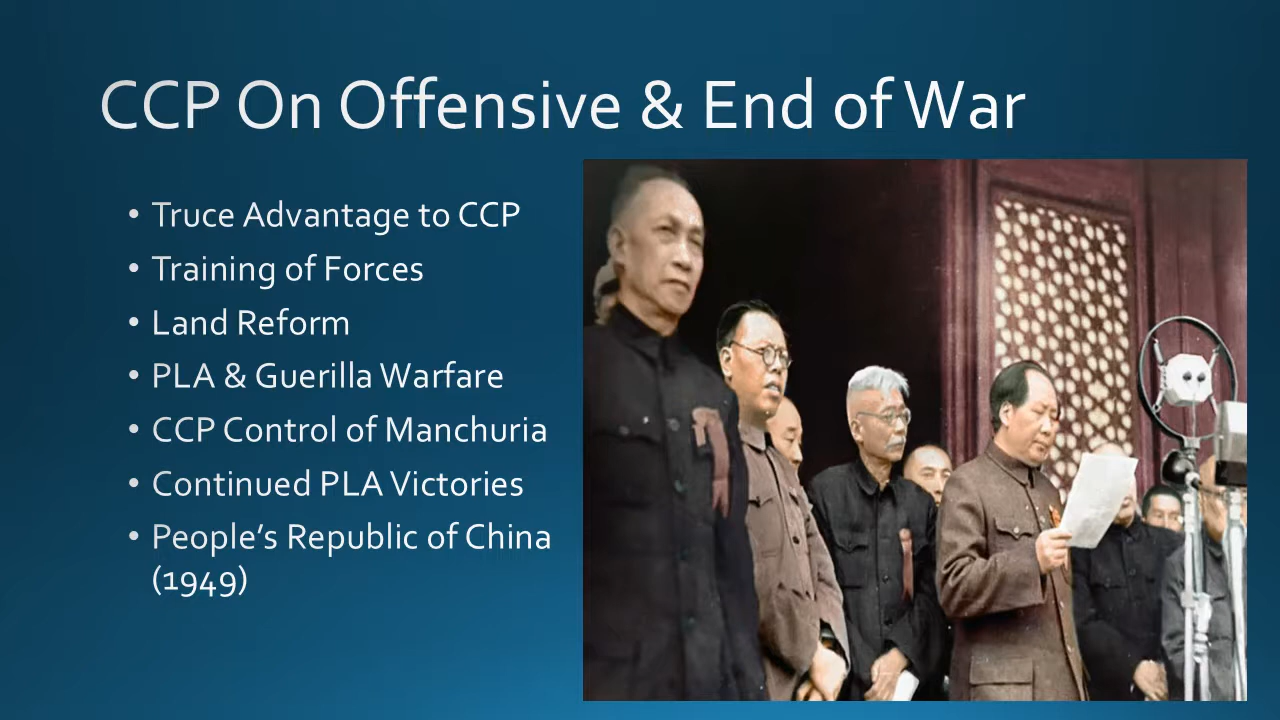 CCP On Offensive & End of War
• Truce Advantage to CCP
• Training of Forces
• Land Reform
• PLA & Guerilla Warfare
• CCP Control of Manchuria
• Continued PLA Victories
• People’s Republic of China
(1949)